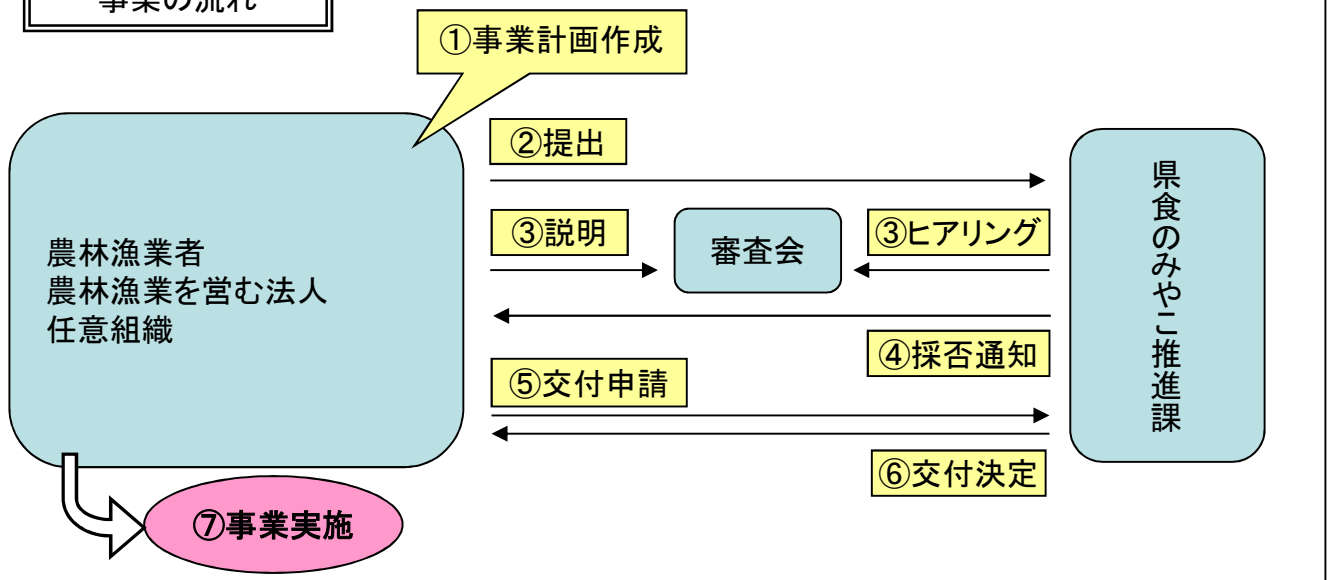 事業の流れ
①事業計画作成
②提出
③説明
審査会
③ヒアリング
農林漁業者
農林漁業を営む法人
任意組織
④採否通知
⑤交付申請
⑥交付決定
県食のみやこ推進課
⑦事業実施